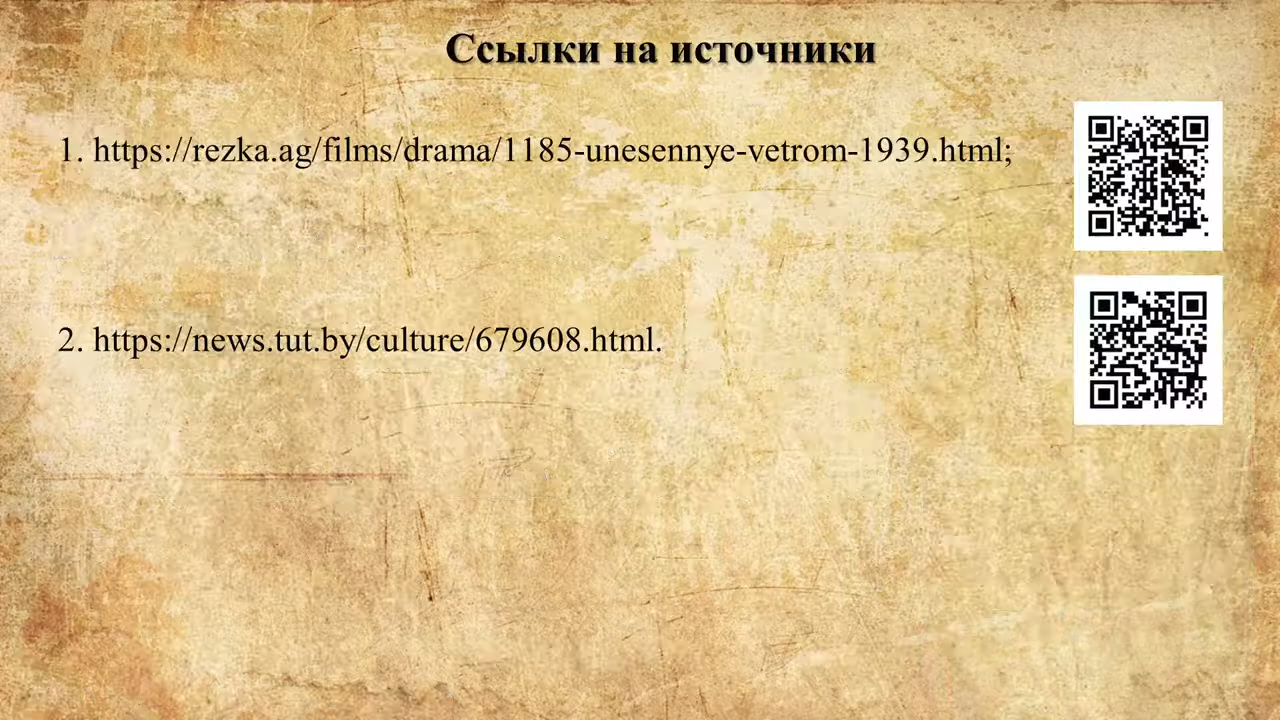 Ссылки на источники
1. https://rezka.ag/films/drama/1185-unesennye-vetrom-1939.html;
2. https://news.tut.by/culture/679608.html.